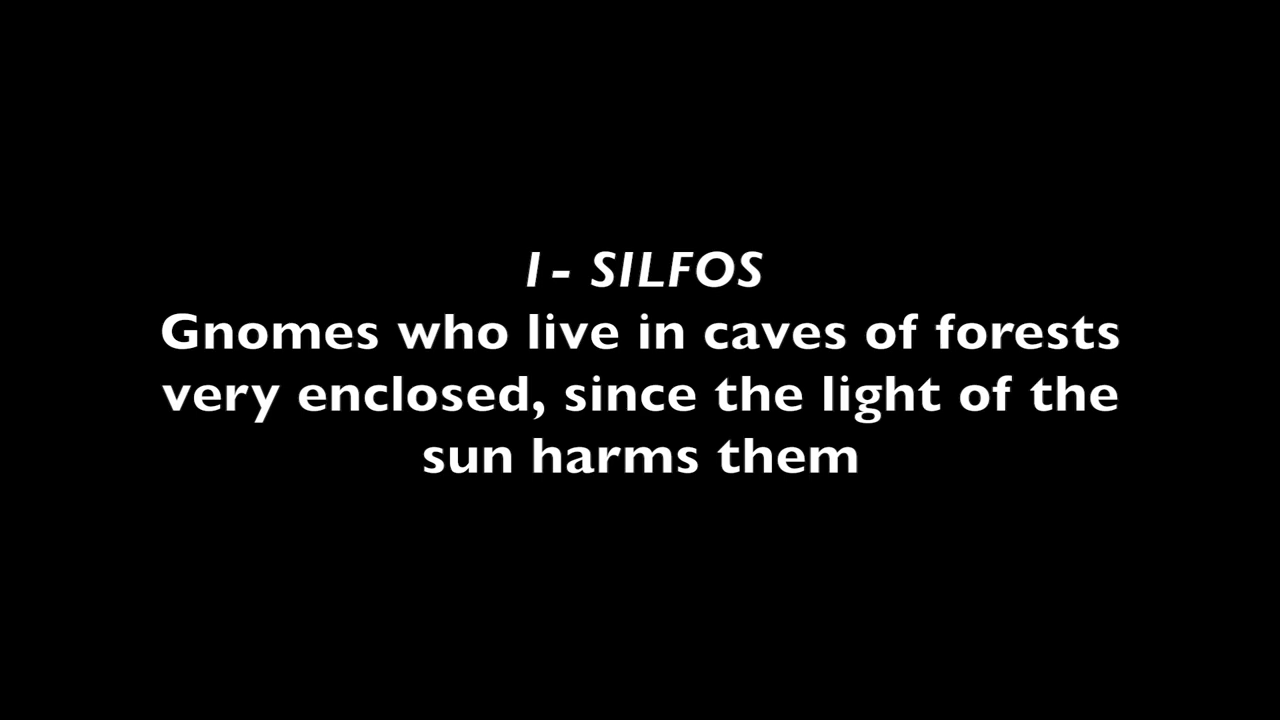 1- SILFOS
Gnomes who live in caves of forests
very enclosed, since the light of the
sun harms them